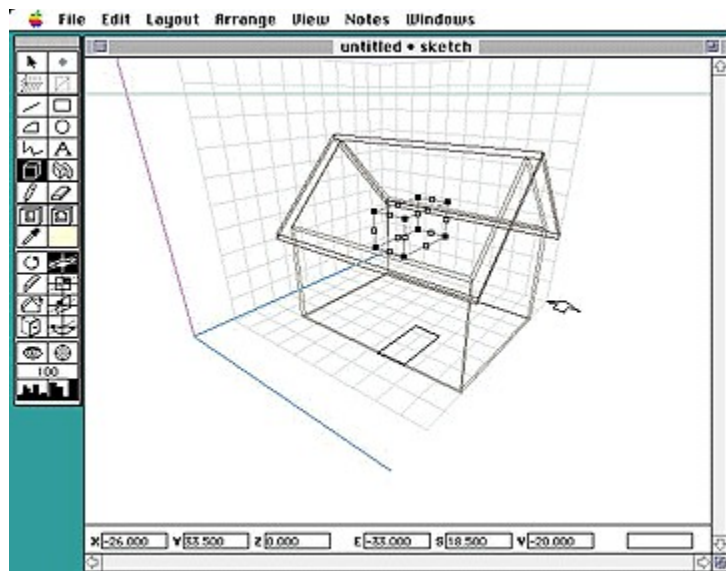 File Edit Layout Arrange View Notes Windows
untitled • sketch
A
100
X -26.000 Y 33.500 Z 0.000 E -33.000 S 18.500 V -20.000